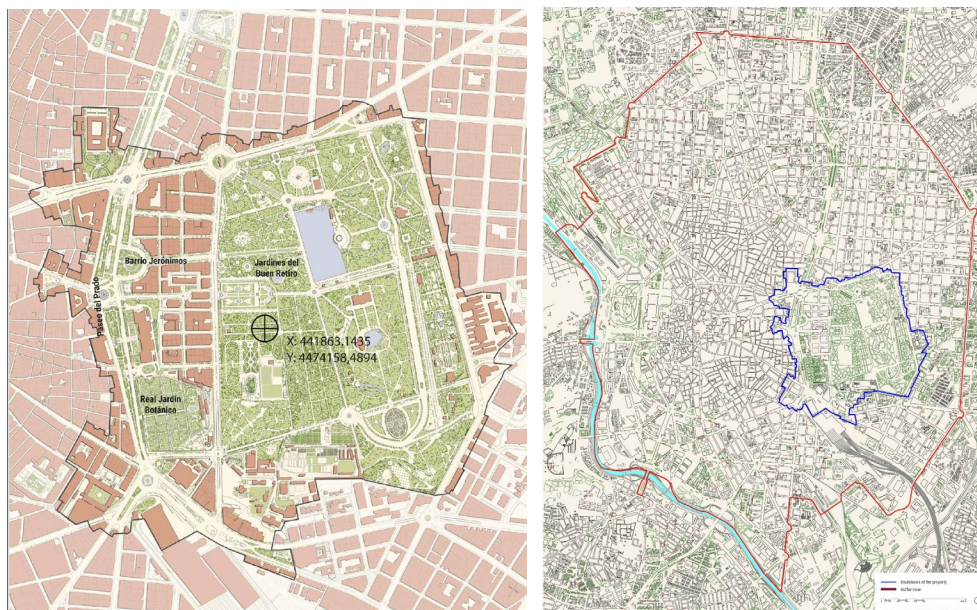 Barrio Jerónimos
Jardines del
Buen Retiro
Paseo del Prado
X: 441863,1435
Y: 4474158,4894
Real Jardín
Botánico
Boundaries of the property
Buffer zone